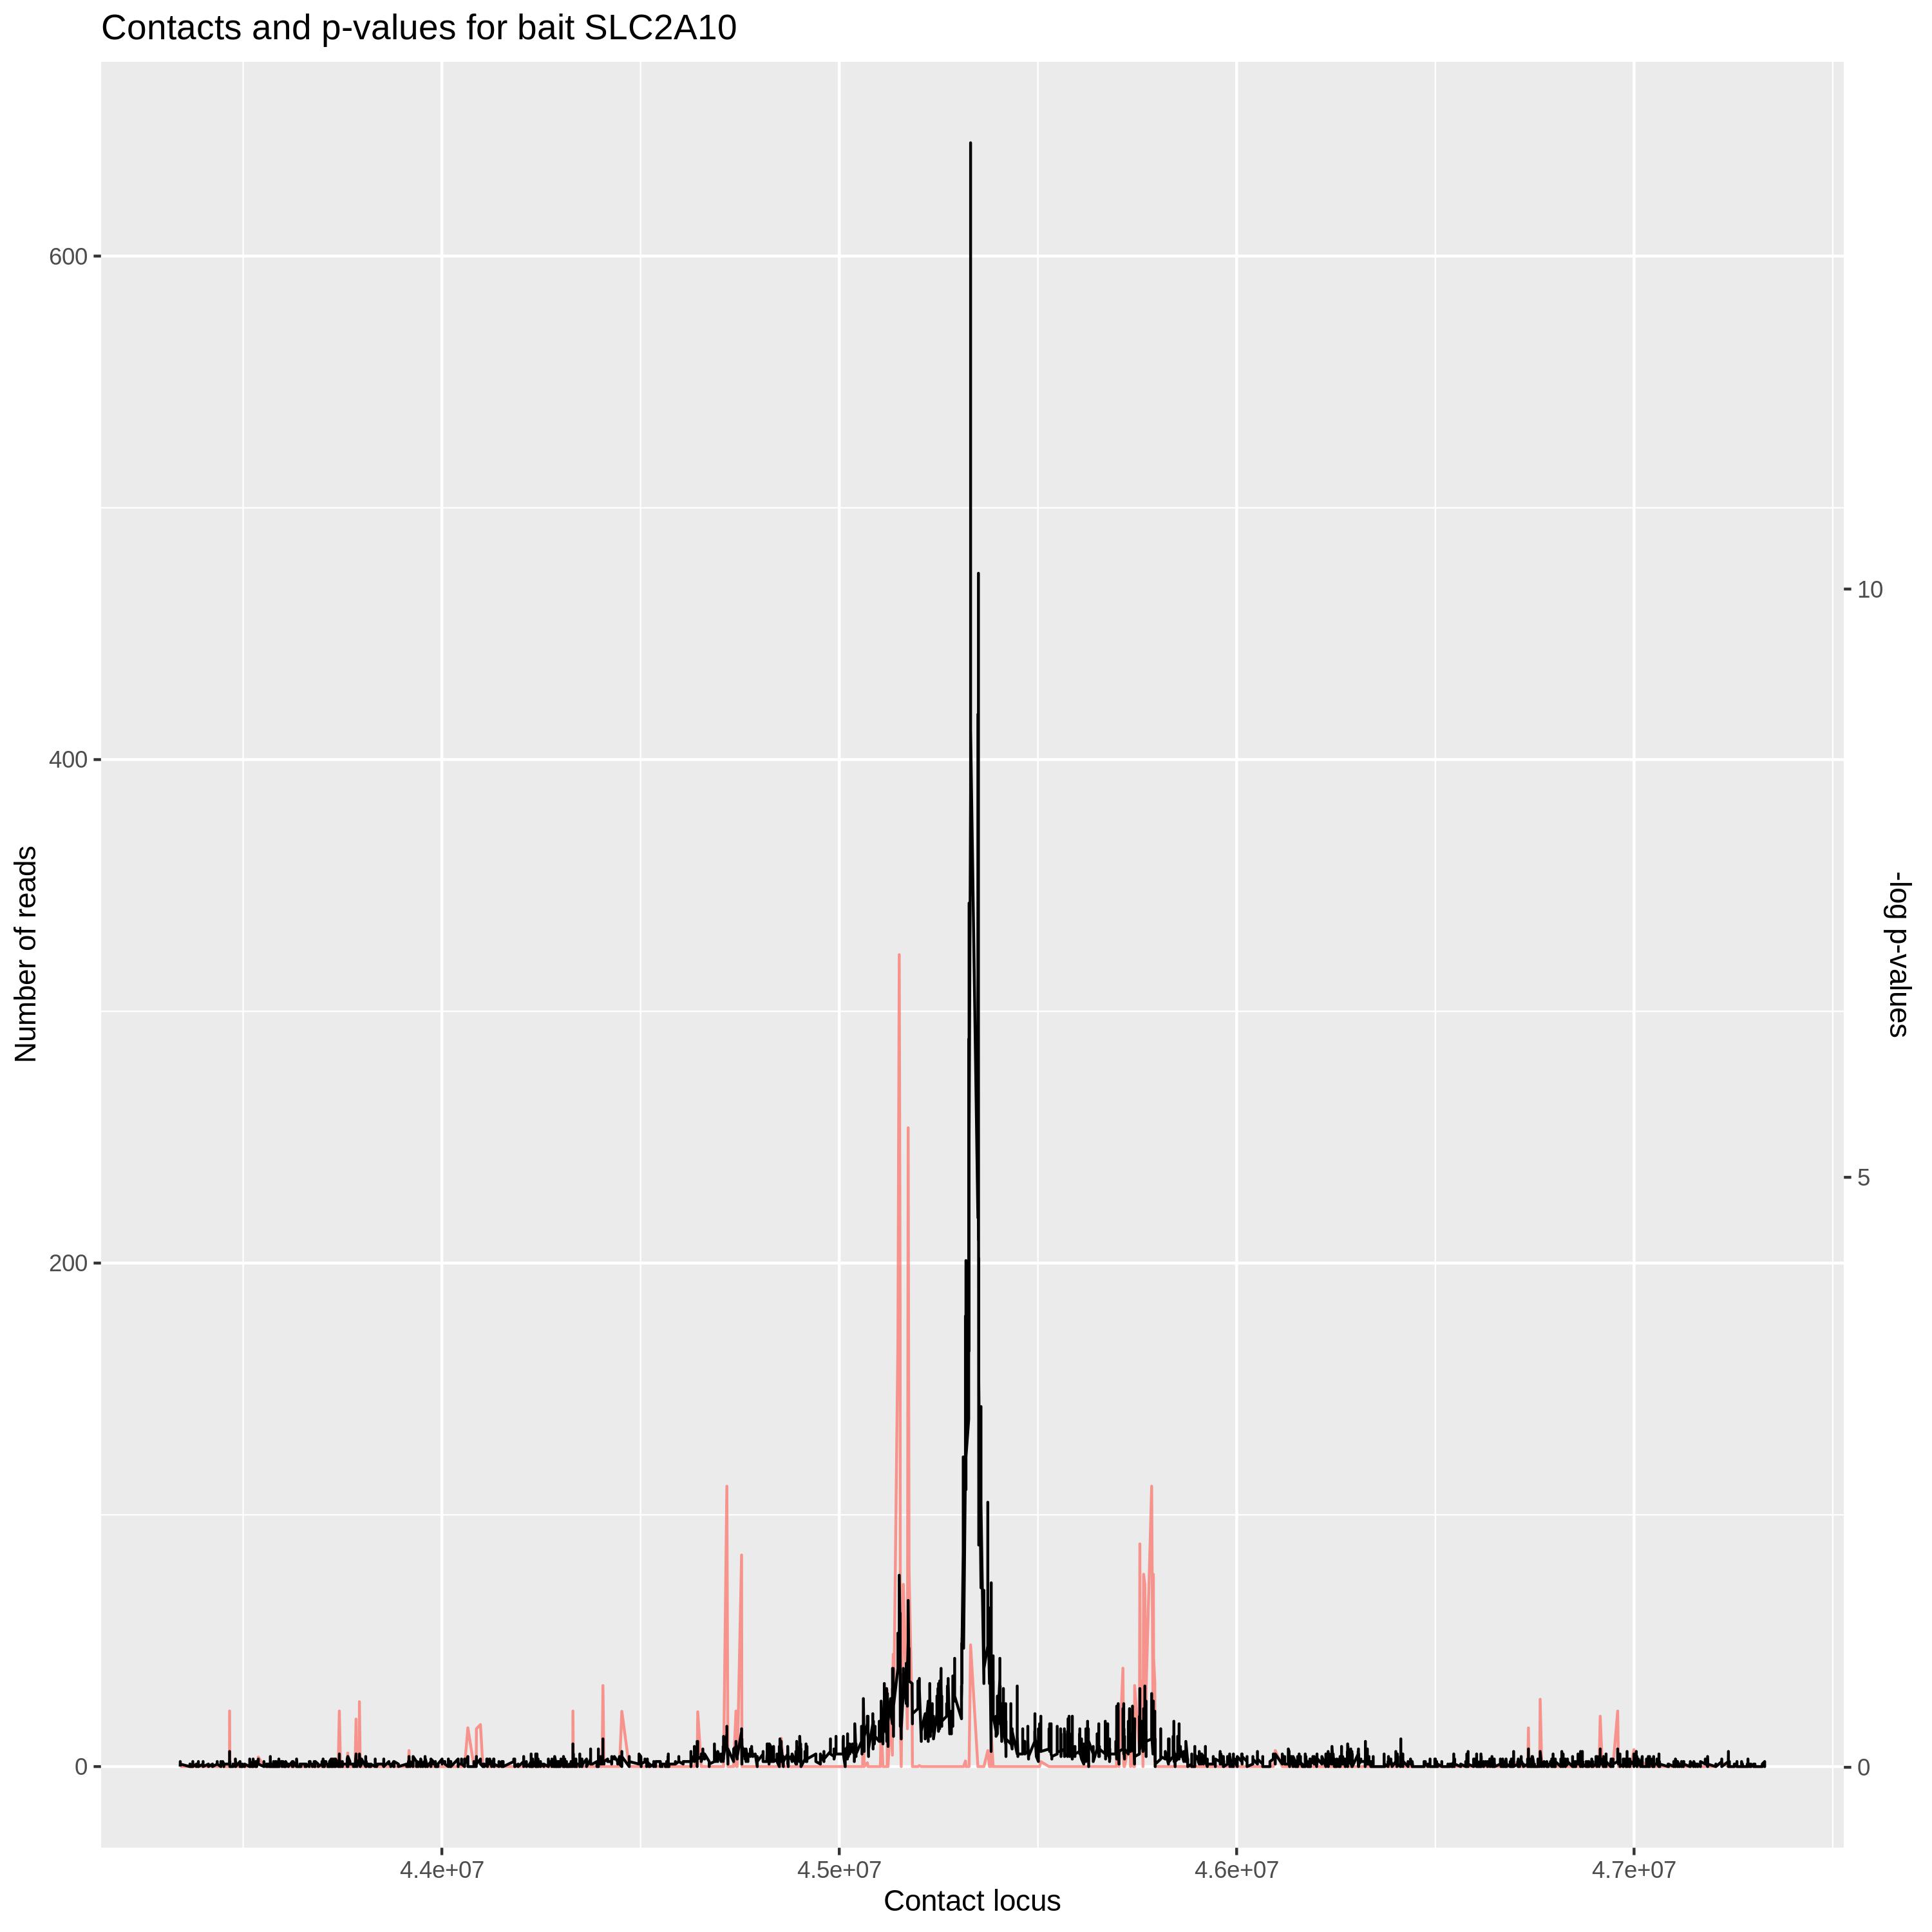 Contacts and p-values for bait SLC2A10
600
400
200
0
Number of reads
10
5
0
-log p-values
4.4e+07
4.5e+07
4.6e+07
4.7e+07
Contact locus